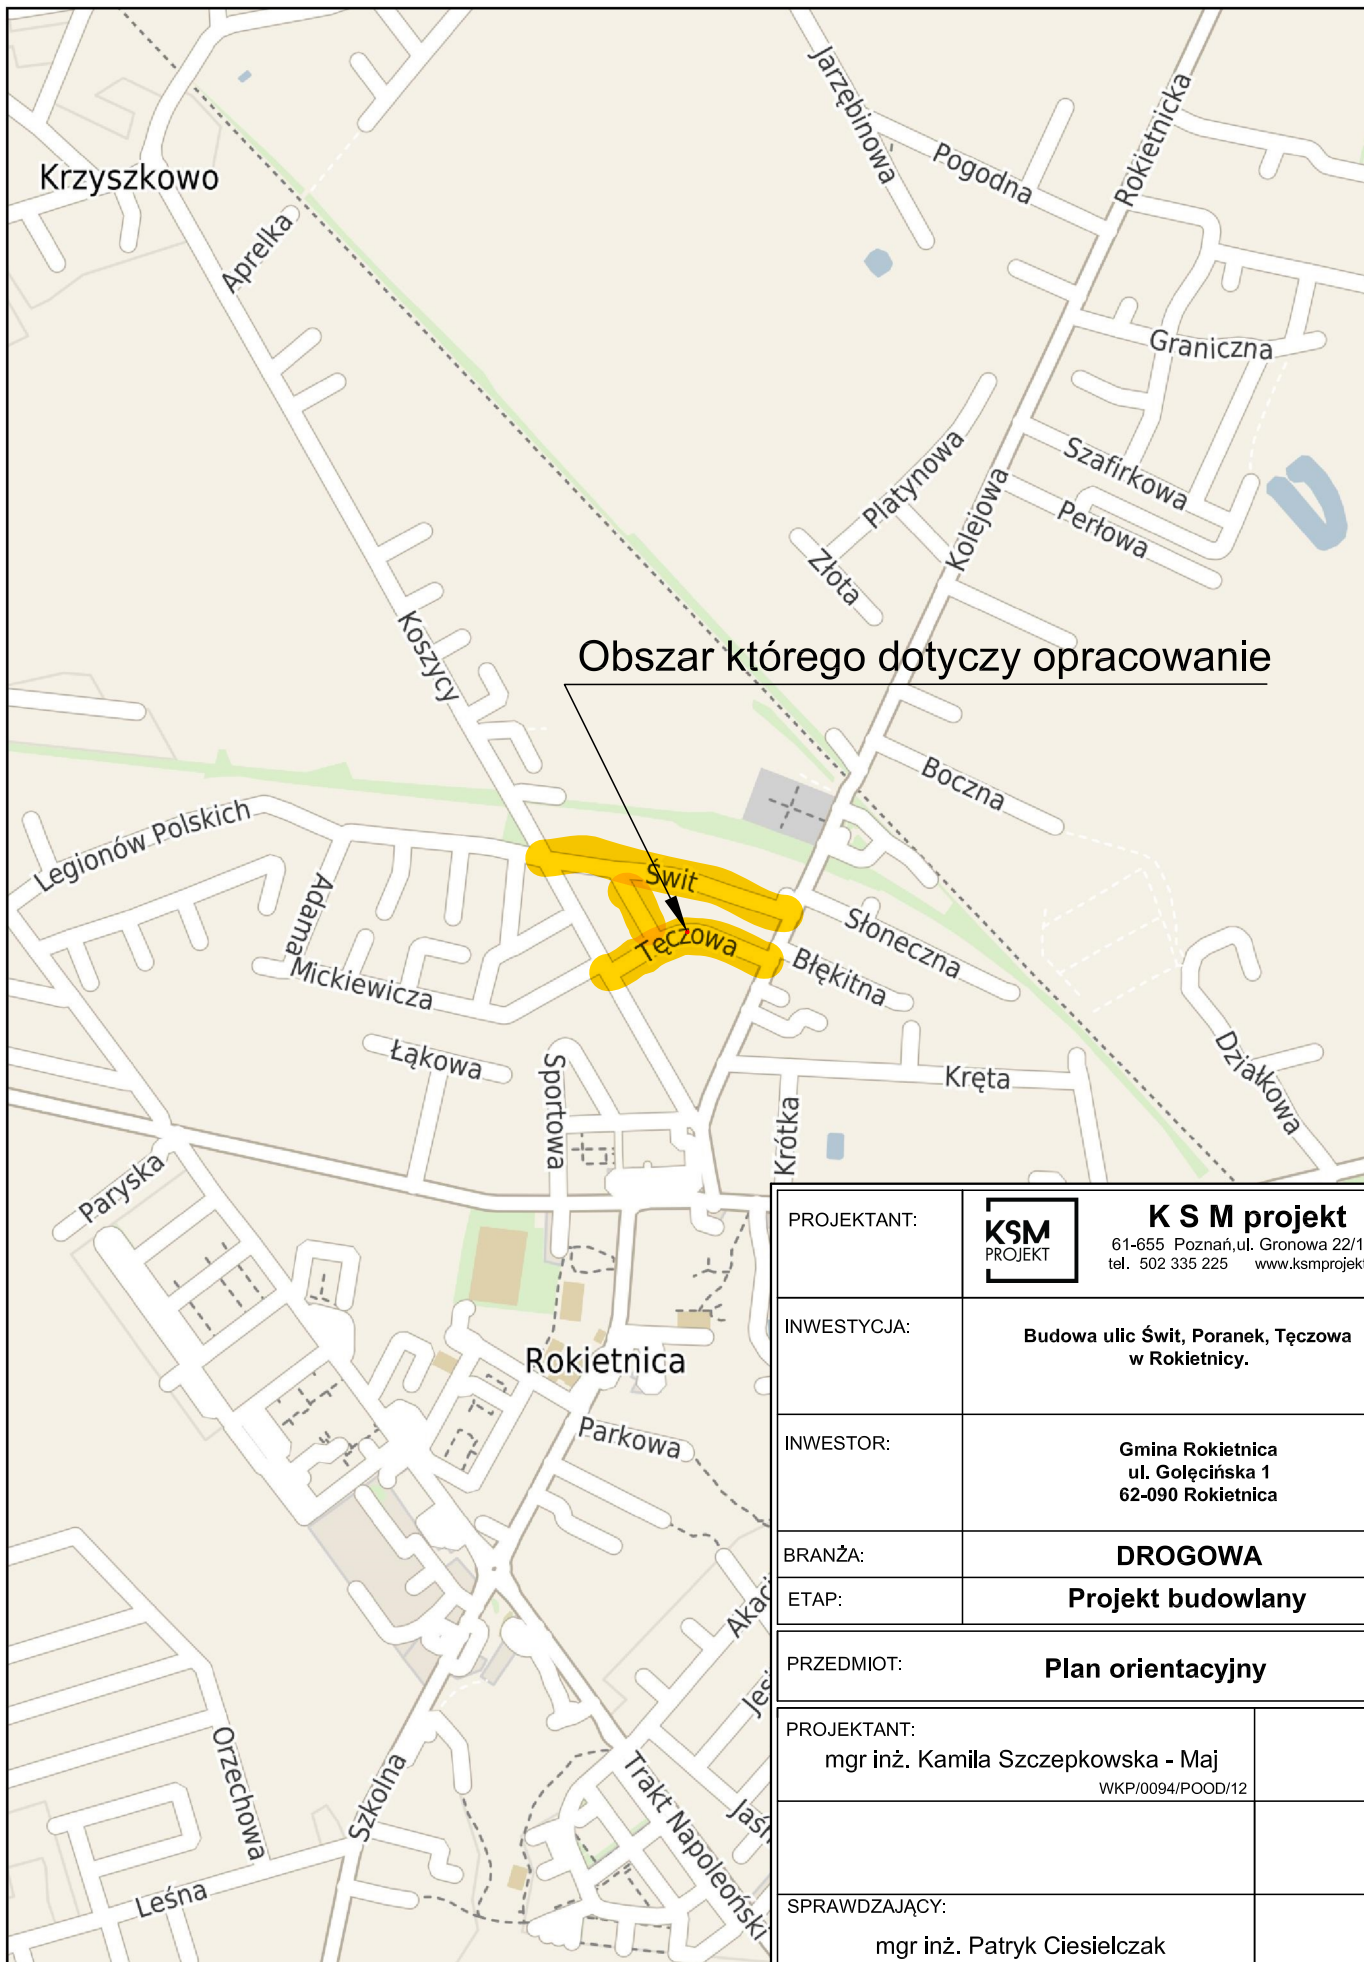 Jarzębinowa
Rokietnicka
Pogodna
Krzyszkowo
Aprelka
Graniczna
Szafirkowa
Platynowa
Kolejowa
Perłowa
Złota
Koszycy
Obszar którego dotyczy opracowanie
Boczna
Legionów Polskich
Świt
Adama
Mickiewicza
Tęczowa
Słoneczna
Błękitna
Łąkowa
Sportowa
Kręta
Krótka
Działkowa
Paryska
Rokietnica
Parkowa
Akac
Jeś
Orzechowa
Szkolna
Trakt Napoleoński
Leśna
PROJEKTANT:
KSM
PROJEKT
K S M projekt
61-655 Poznań,ul. Gronowa 22/1
tel. 502 335 225 www.ksmprojekt
INWESTYCJA:
Budowa ulic Świt, Poranek, Tęczowa
w Rokietnicy.
INWESTOR:
Gmina Rokietnica
ul. Golęcińska 1
62-090 Rokietnica
BRANŻA:
DROGOWA
ETAP:
Projekt budowlany
PRZEDMIOT:
Plan orientacyjny
PROJEKTANT:
mgr inż. Kamila Szczepkowska - Maj
WKP/0094/POOD/12
SPRAWDZAJĄCY:
mgr inż. Patryk Ciesielczak